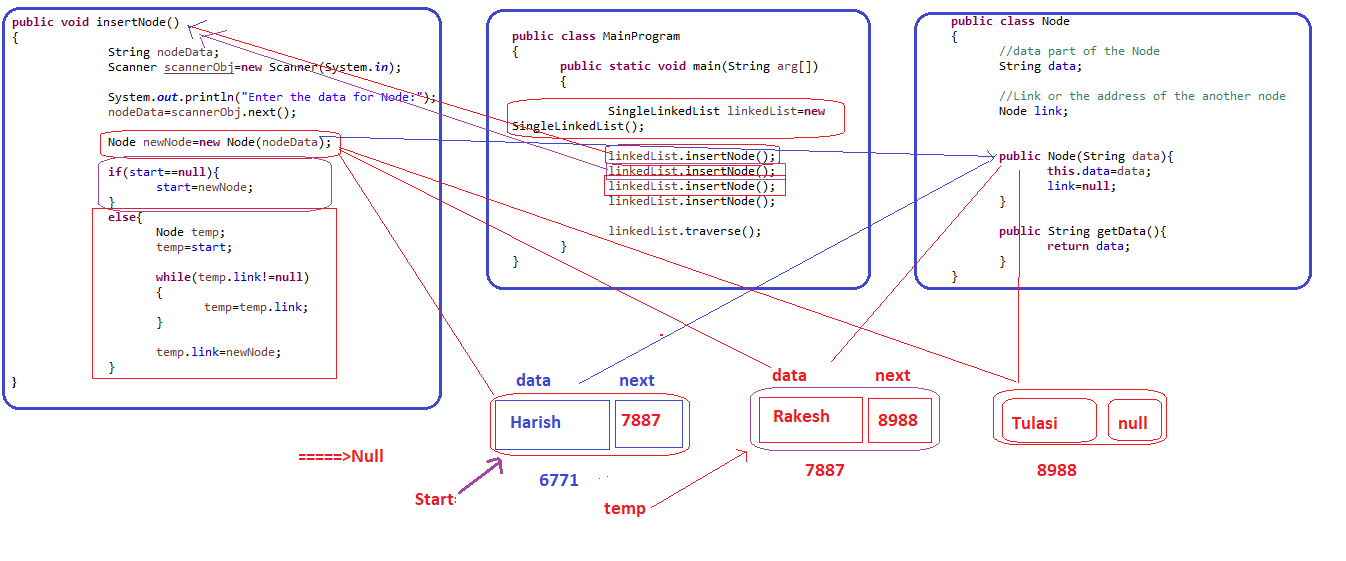 public void insertNode()
{
String nodeData;
Scanner scannerObj=new Scanner(System.in);
System.out.println("Enter the data for Node:");
nodeData=scannerObj.next();
Node newNode=new Node(nodeData);
if(start==null){
start=newNode;
}
else{
Node temp;
temp=start;
while(temp.link!=null)
{
temp=temp.link;
}
temp.link=newNode;
}
}
public class MainProgram
{
public static void main(String arg[])
{
SingleLinkedList linkedList=new
SingleLinkedList();
linkedList.insertNode();
linkedList.insertNode();
linkedList.insertNode();
linkedList.insertNode();
linkedList.traverse();
}
}
public class Node
{
//data part of the Node
String data;
//Link or the address of the another node
Node link;
public Node(String data){
this.data=data;
link=null;
}
public String getData(){
return data;
}
}
data next
Harish 7887
6771
data next
Rakesh 8988
7887
Tulasi null
8988
=====>Null
Start:
temp